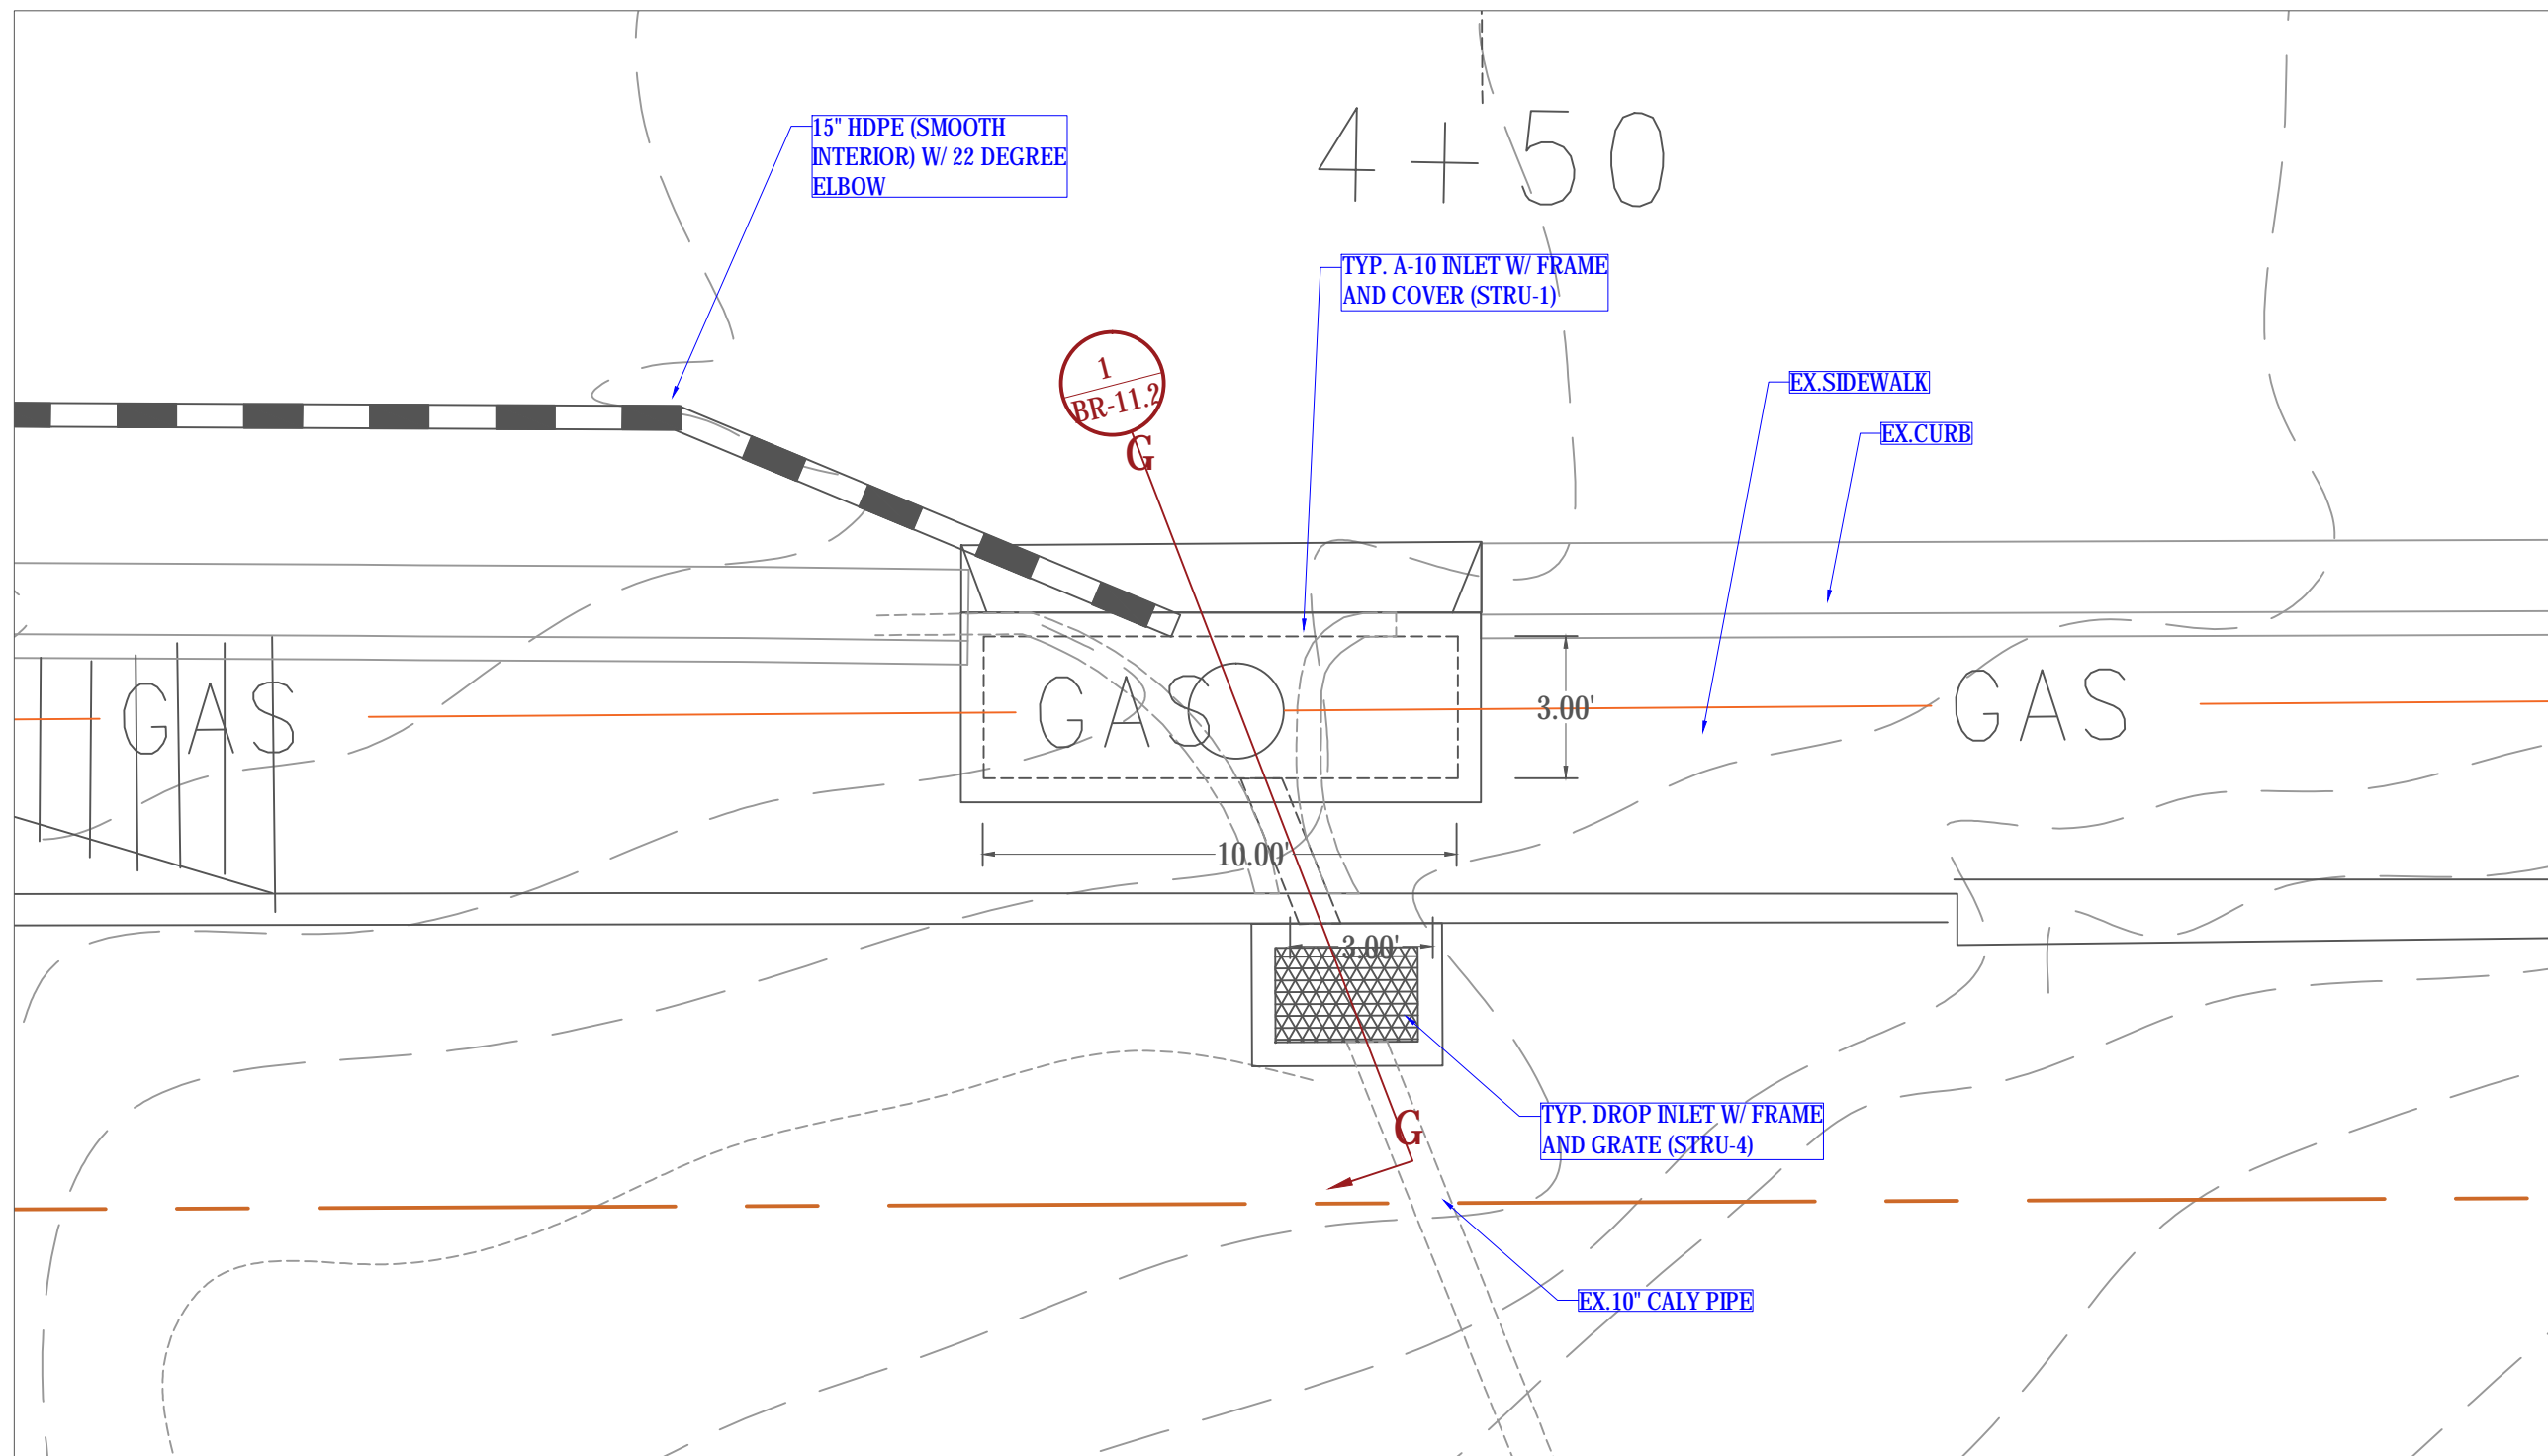 15" HDPE (SMOOTH
INTERIOR) W/ 22 DEGREE
ELBOW
4+50
TYP. A-10 INLET W/ FRAME
AND COVER (STRU-1)
1
BR-11.2
G
EX.SIDEWALK
EX.CURB
GAS
GAS
3.00'
GAS
10.00'
3.00'
TYP. DROP INLET W/ FRAME
AND GRATE (STRU-4)
G
EX.10" CALY PIPE